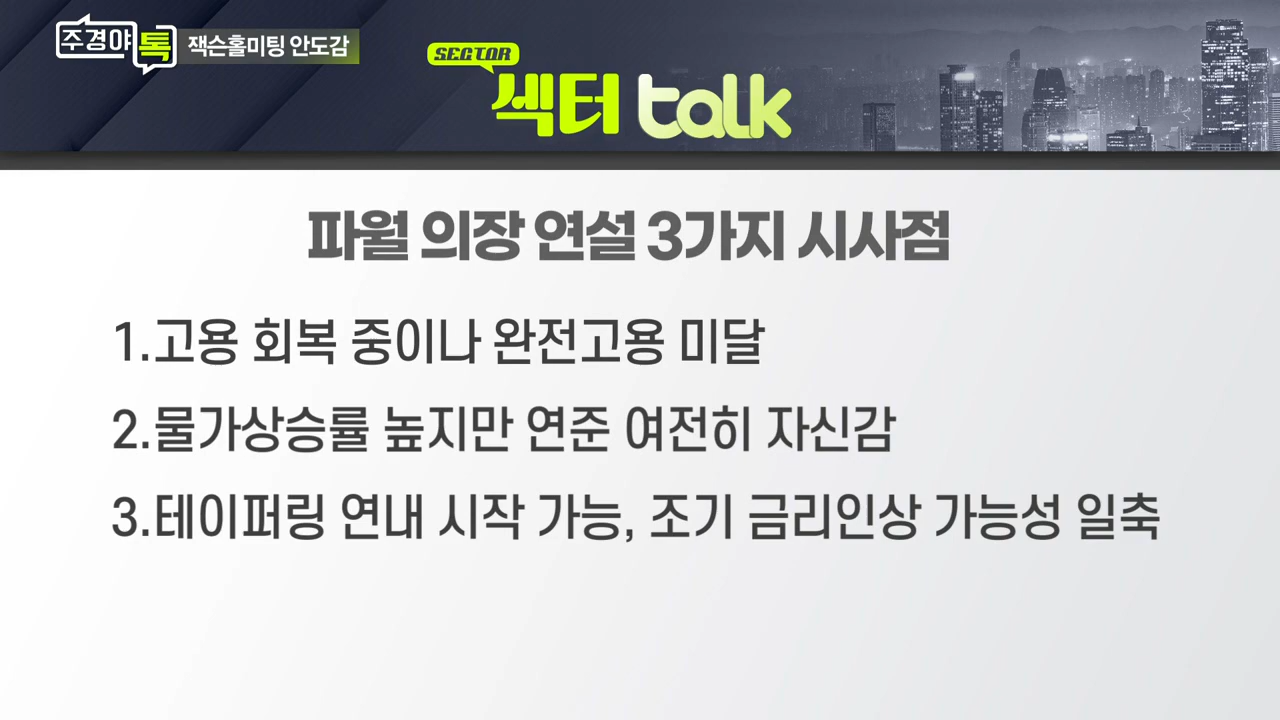 주경야톡 잭슨홀미팅 안도감
SECTOR
섹터 talk
파월 의장 연설 3가지 시사점
1.고용 회복 중이나 완전고용 미달
2.물가상승률 높지만 연준 여전히 자신감
3.테이퍼링 연내 시작 가능, 조기 금리인상 가능성 일축